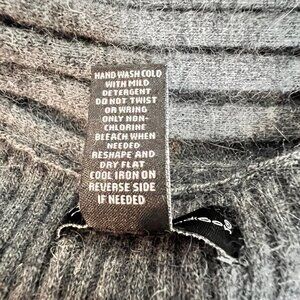 HAND WASH COLD
WITH MILD
DETERGENT
DO NOT TWIST
OR WRING
ONLY NON-
CHLORINE
BLEACH WHEN
NEEDED
RESHAPE AND
DRY FLAT
COOL IRON ON
REVERSE SIDE
IF NEEDED